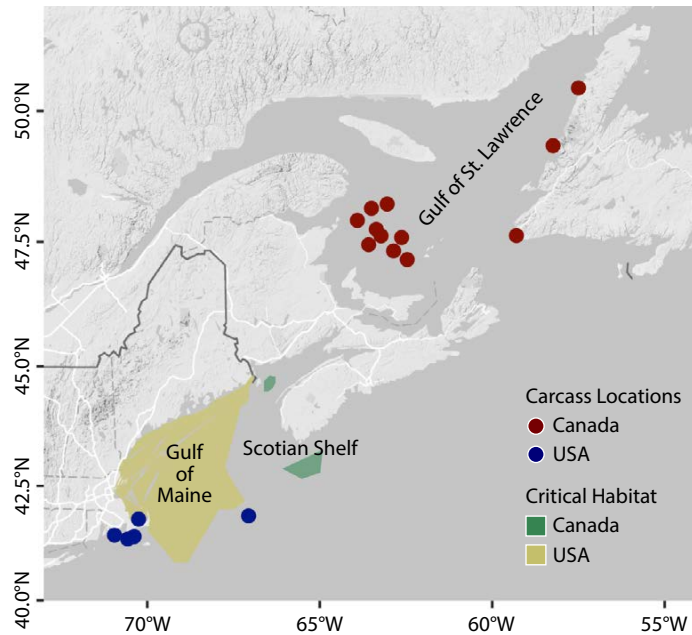 50.0°N
47.5°N
45.0°N
42.5°N
40.0°N
Gulf of St. Lawrence
Scotian Shelf
Gulf
of
Maine
Carcass Locations
Canada
USA
Critical Habitat
Canada
USA
70°W
65°W
60°W
55°W